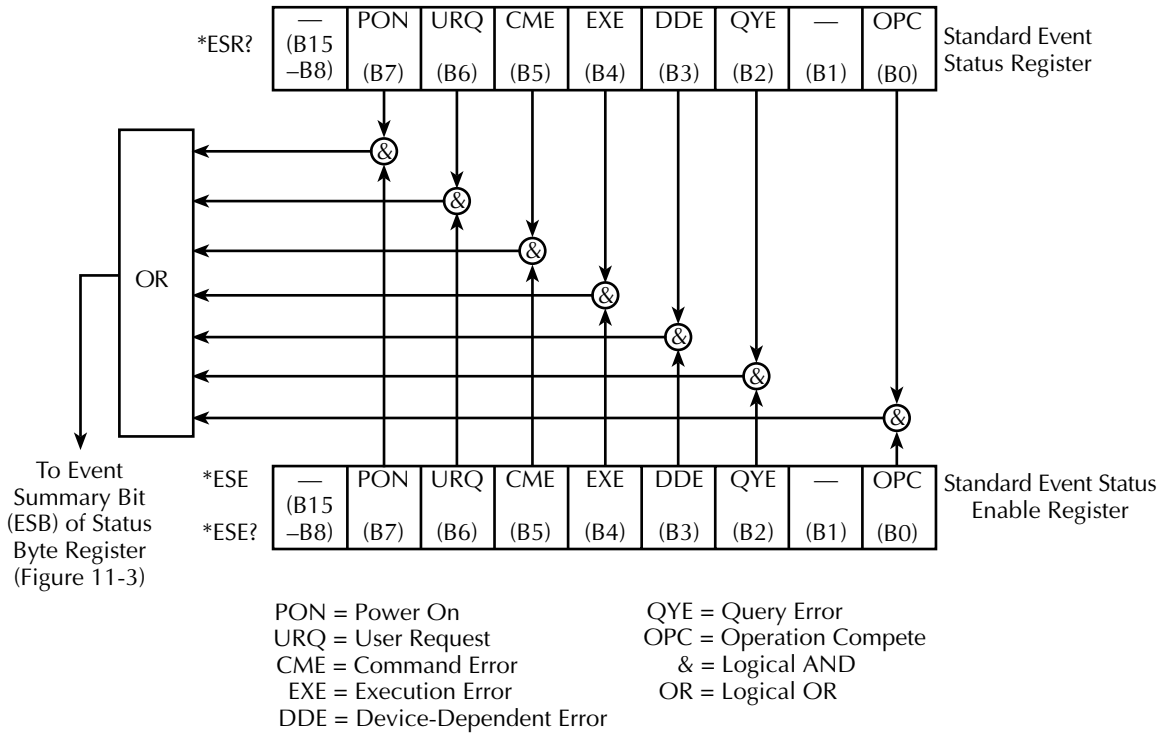 *ESR?
—
(B15
–B8)
PON
(B7)
URQ
(B6)
CME
(B5)
EXE
(B4)
DDE
(B3)
QYE
(B2)
—
(B1)
OPC
(B0)
Standard Event
Status Register
&
&
&
&
&
&
&
OR
To Event
Summary Bit
(ESB) of Status
Byte Register
(Figure 11-3)
*ESE
*ESE?
—
(B15
–B8)
PON
(B7)
URQ
(B6)
CME
(B5)
EXE
(B4)
DDE
(B3)
QYE
(B2)
—
(B1)
OPC
(B0)
Standard Event Status
Enable Register
PON = Power On
URQ = User Request
CME = Command Error
EXE = Execution Error
DDE = Device-Dependent Error
QYE = Query Error
OPC = Operation Compete
& = Logical AND
OR = Logical OR